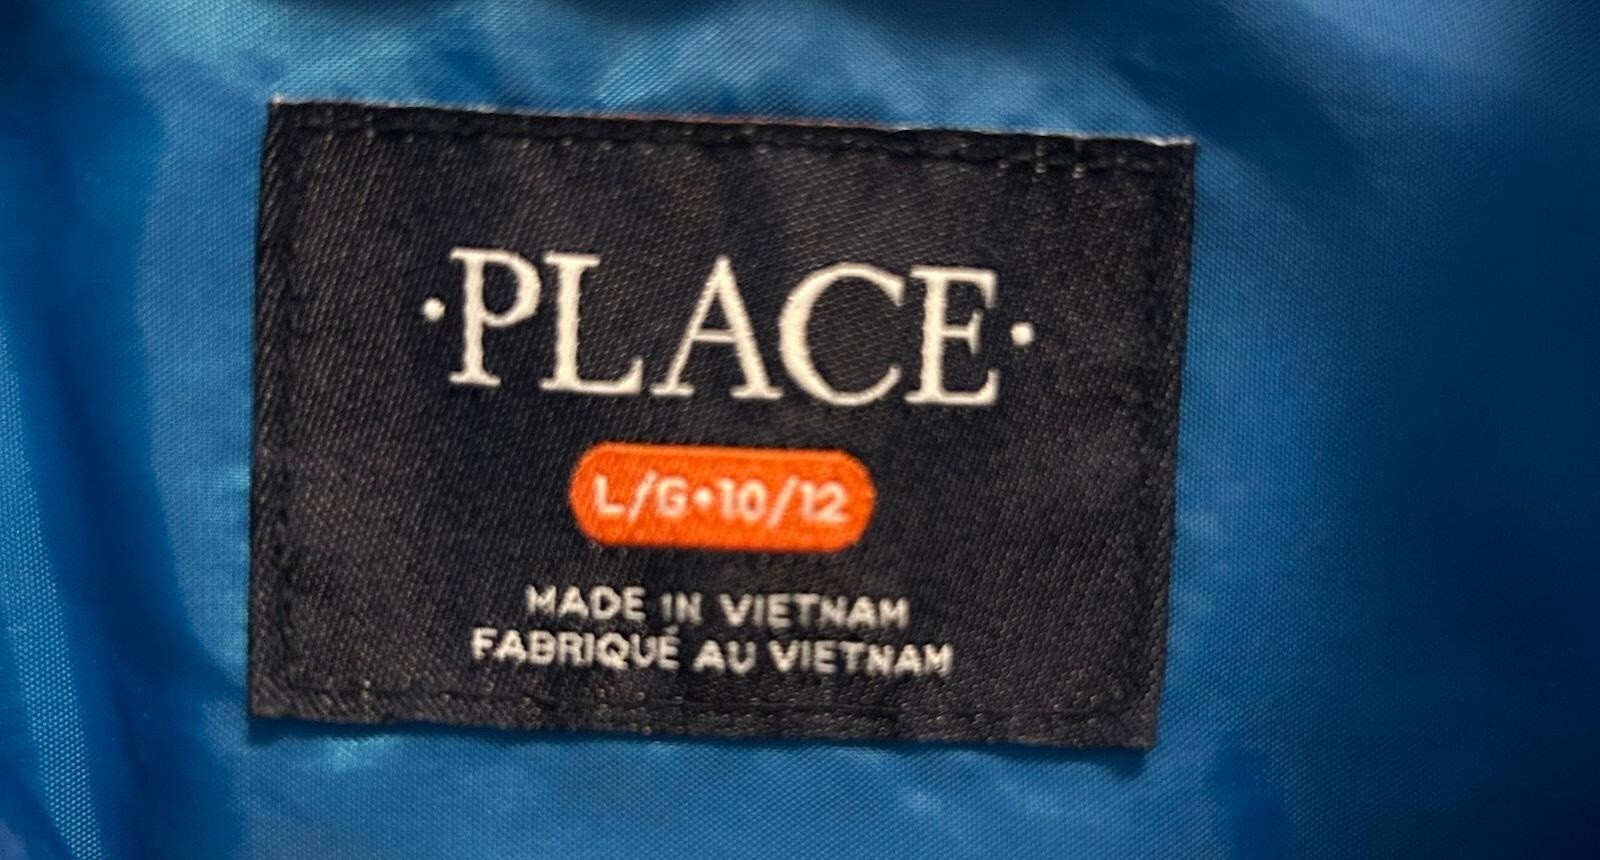 ·PLACE·
L/G•10/12
MADE IN VIETNAM
FABRIQUÉ AU VIETNAM